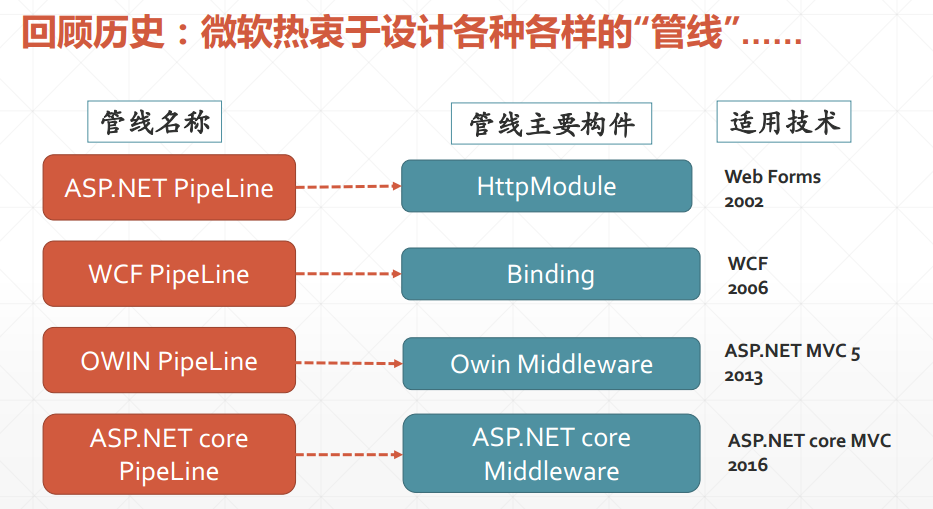 回顾历史：微软热衷于设计各种各样的“管线”……
管线名称
管线主要构件
适用技术
ASP.NET PipeLine
HttpModule
Web Forms
2002
WCF PipeLine
Binding
WCF
2006
OWIN PipeLine
Owin Middleware
ASP.NET MVC 5
2013
ASP.NET core
PipeLine
ASP.NET core
Middleware
ASP.NET core MVC
2016